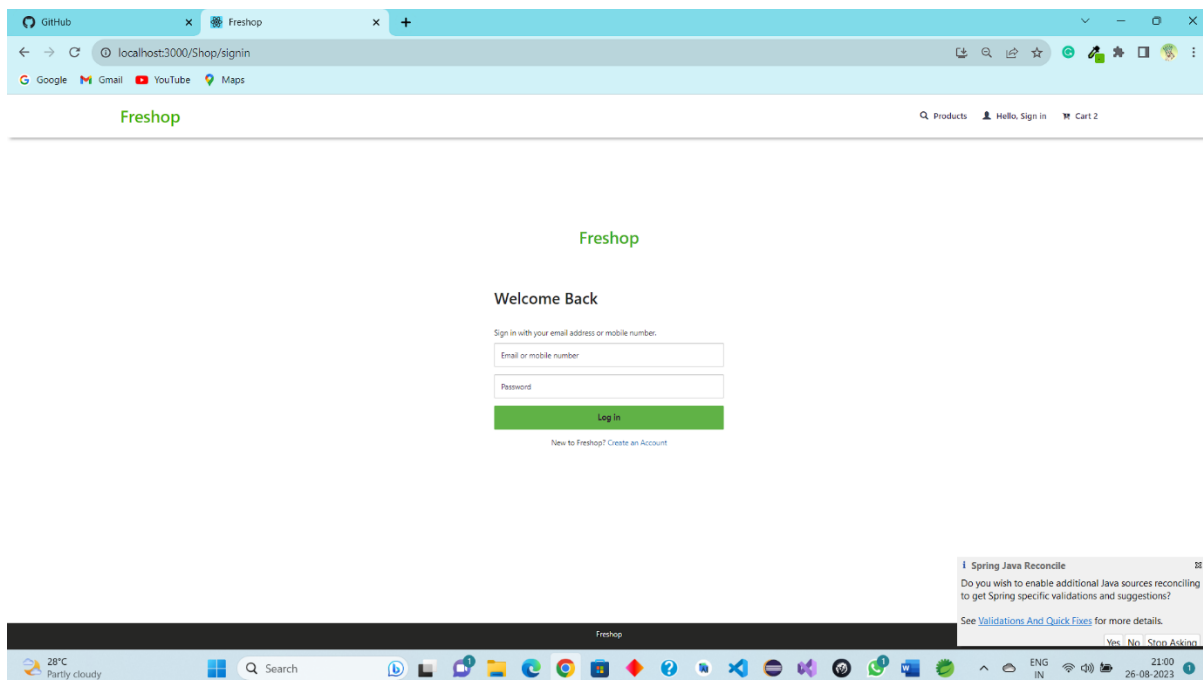 GitHub
Freshop
localhost:3000/Shop/signin
Google Gmail YouTube Maps
Freshop
Products Hello, Sign in Cart 2
Freshop
Welcome Back
Sign in with your email address or mobile number.
Email or mobile number
Password
Log In
New to Freshop? Create an Account
Spring Java Reconcile
Do you wish to enable additional Java sources reconciling
to get Spring specific validations and suggestions?
See Validations And Quick Fixes for more details.
Yes No Stop Asking
Freshop
28°C
Partly cloudy
Search
ENG
IN
21:00
26-08-2023
1